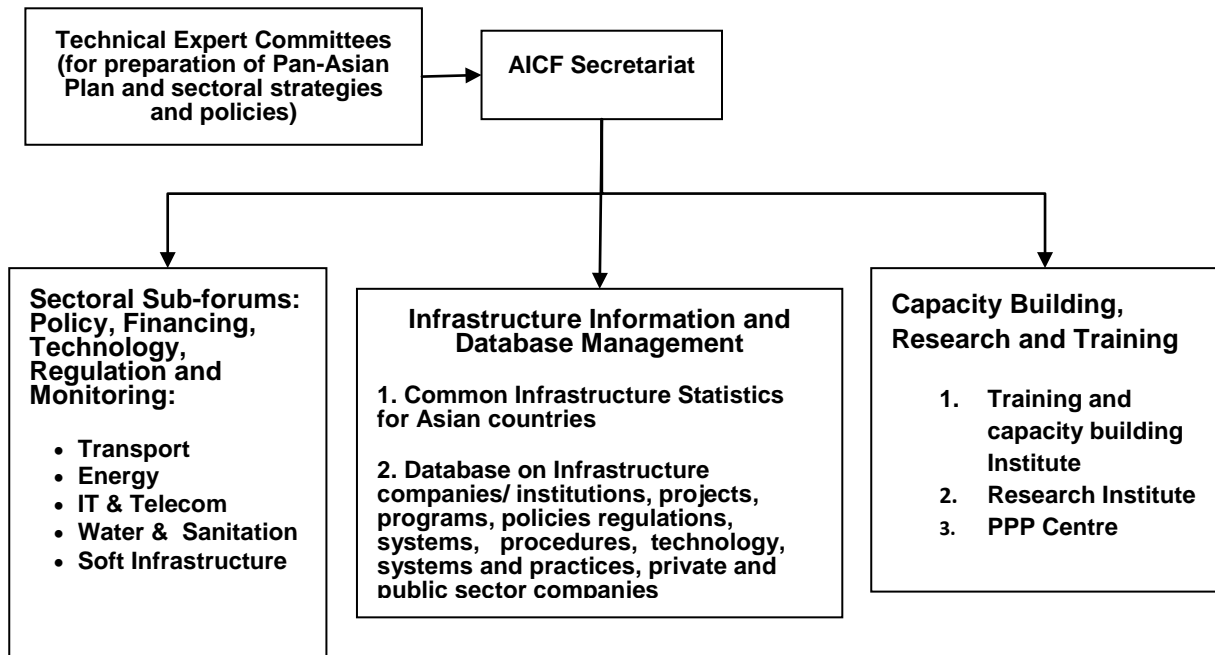 Technical Expert Committees
(for preparation of Pan-Asian
Plan and sectoral strategies
and policies)
AICF Secretariat
Sectoral Sub-forums:
Policy, Financing,
Technology,
Regulation and
Monitoring:
• Transport
• Energy
• IT & Telecom
• Water & Sanitation
• Soft Infrastructure
Infrastructure Information and
Database Management
1. Common Infrastructure Statistics
for Asian countries
2. Database on Infrastructure
companies/ institutions, projects,
programs, policies regulations,
systems, procedures, technology,
systems and practices, private and
public sector companies
Capacity Building,
Research and Training
1. Training and
capacity building
Institute
2. Research Institute
3. PPP Centre